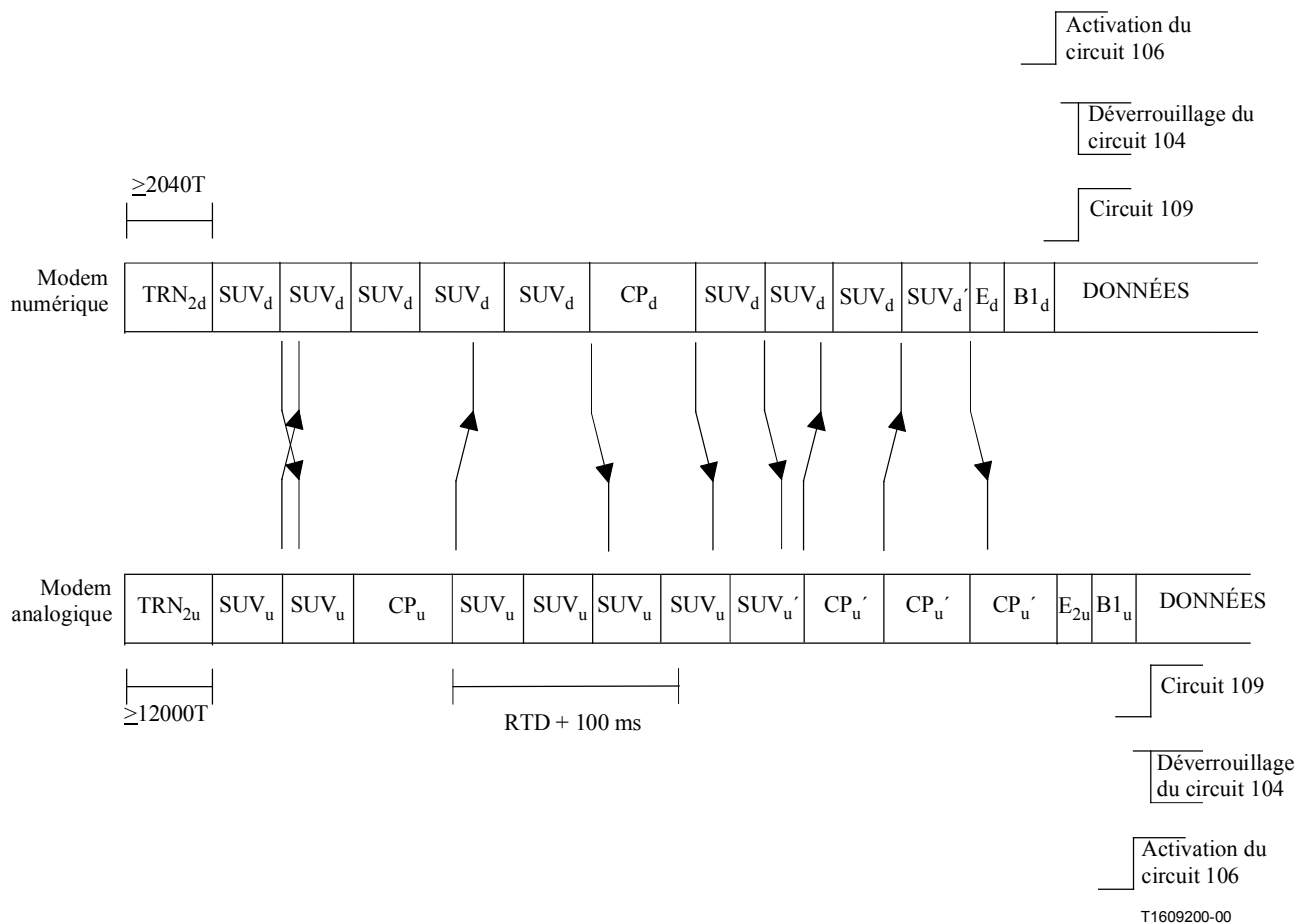 Activation du
circuit 106
Déverrouillage du
circuit 104
≥2040T
Circuit 109
Modem
numérique
TRN2d SUVd SUVd SUVd SUVd SUVd CPd SUVd SUVd SUVd SUVd´ Ed B1d DONNÉES
Modem
analogique
TRN2u SUVu SUVu CPu SUVu SUVu SUVu SUVu SUVu´ CPu´ CPu´ CPu´ E2u B1u DONNÉES
≥12000T
RTD + 100 ms
Circuit 109
Déverrouillage
du circuit 104
Activation du
circuit 106
T1609200-00